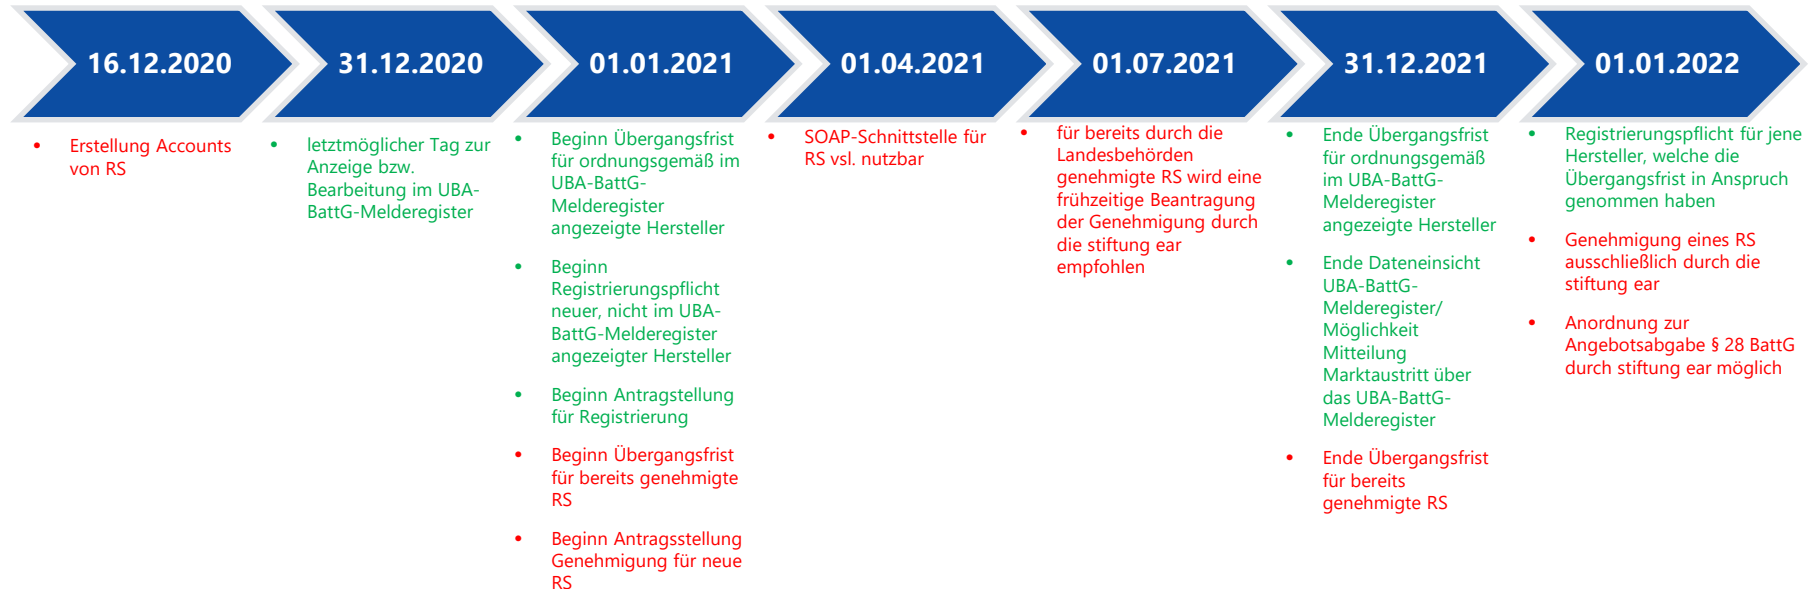 16.12.2020
31.12.2020
01.01.2021
01.04.2021
01.07.2021
31.12.2021
01.01.2022
• Erstellung Accounts
von RS
• letztmöglicher Tag zur
Anzeige bzw.
Bearbeitung im UBA-
BattG-Melderegister
• Beginn Übergangsfrist
für ordnungsgemäß im
UBA-BattG-
Melderegister
angezeigte Hersteller
• Beginn
Registrierungspflicht
neuer, nicht im UBA-
BattG-Melderegister
angezeigter Hersteller
• Beginn Antragstellung
für Registrierung
• Beginn Übergangsfrist
für bereits genehmigte
RS
• Beginn Antragsstellung
Genehmigung für neue
RS
• SOAP-Schnittstelle für
RS vsl. nutzbar
• für bereits durch die
Landesbehörden
genehmigte RS wird eine
frühzeitige Beantragung
der Genehmigung durch
die stiftung ear
empfohlen
• Ende Übergangsfrist
für ordnungsgemäß
im UBA-BattG-
Melderegister
angezeigte Hersteller
• Ende Dateneinsicht
UBA-BattG-
Melderegister/
Möglichkeit
Mitteilung
Marktaustritt über
das UBA-BattG-
Melderegister
• Ende Übergangsfrist
für bereits
genehmigte RS
• Registrierungspflicht für jene
Hersteller, welche die
Übergangsfrist in Anspruch
genommen haben
• Genehmigung eines RS
ausschließlich durch die
stiftung ear
• Anordnung zur
Angebotsabgabe § 28 BattG
durch stiftung ear möglich